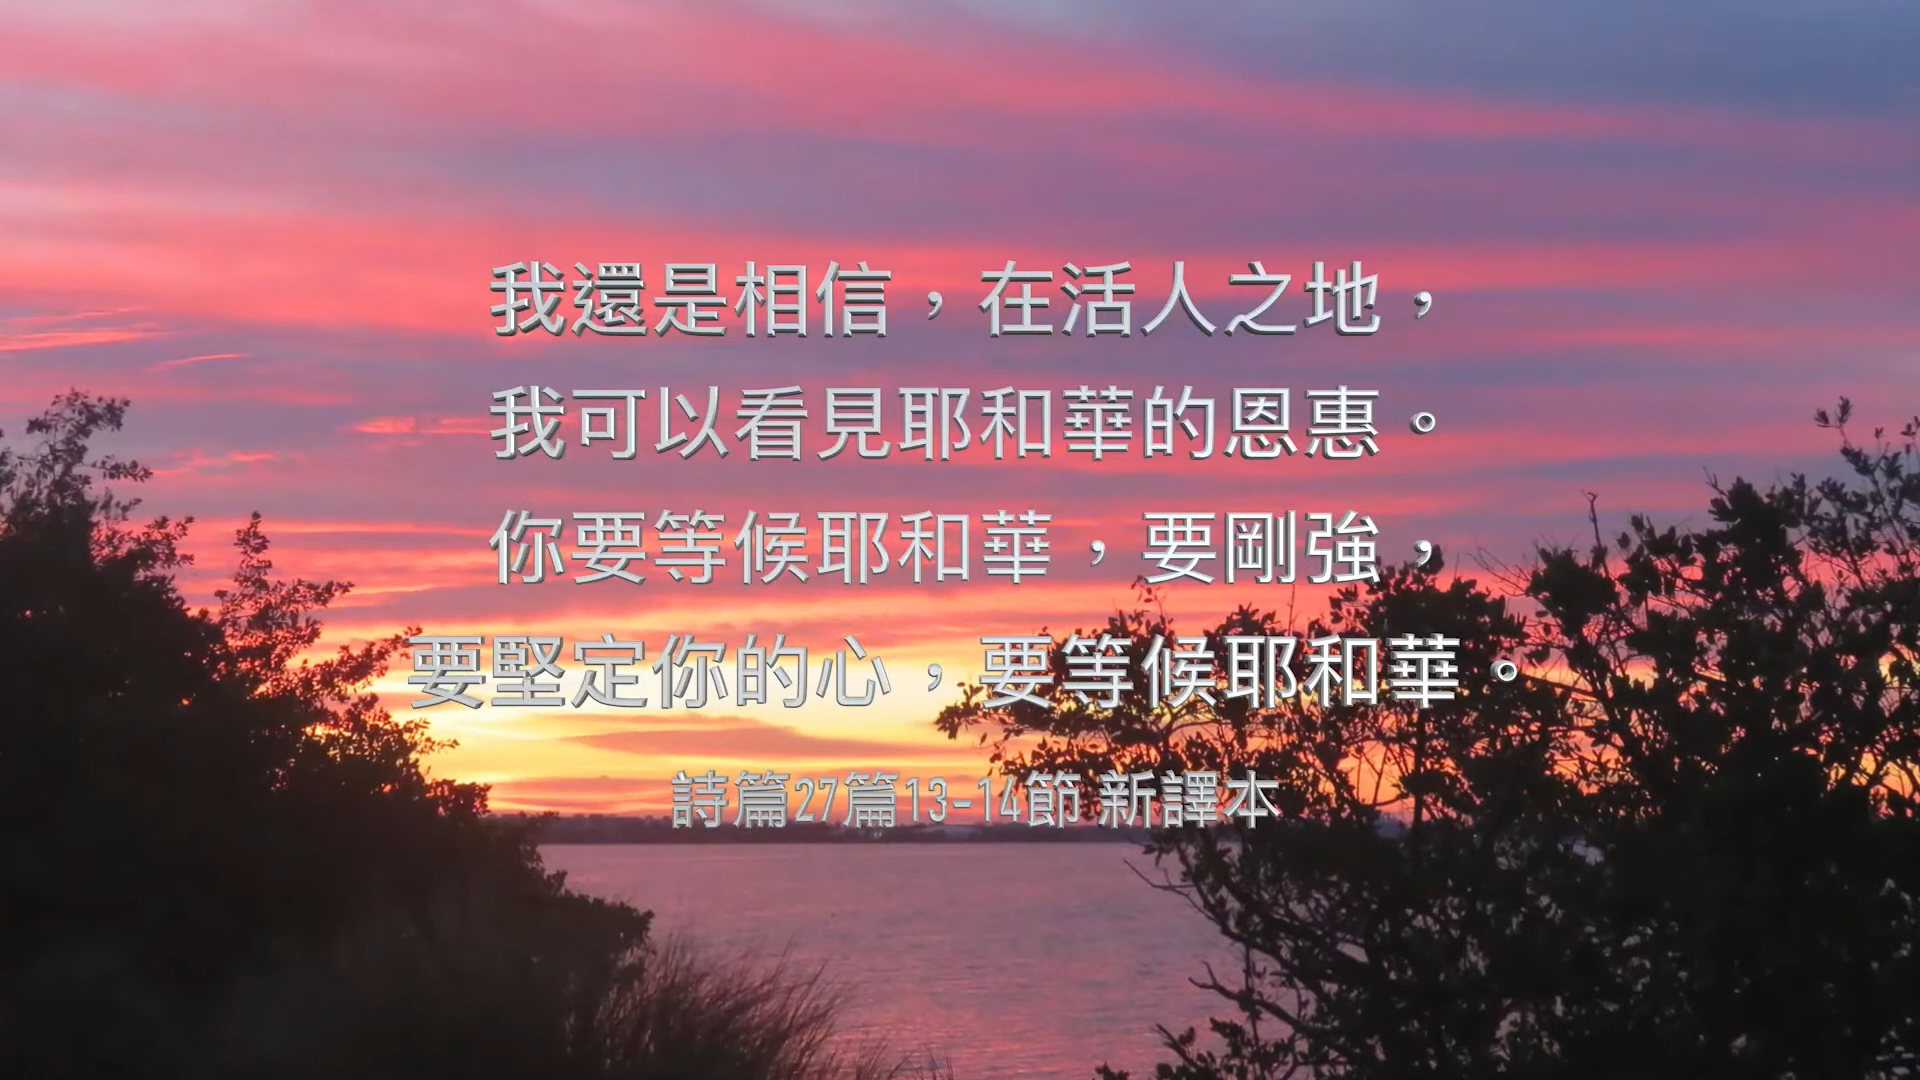 我還是相信，在活人之地，
我可以看見耶和華的恩惠。
你要等候耶和華，要剛強，
要堅定你的心，要等候耶和華。
詩篇27篇13-14節 新譯本